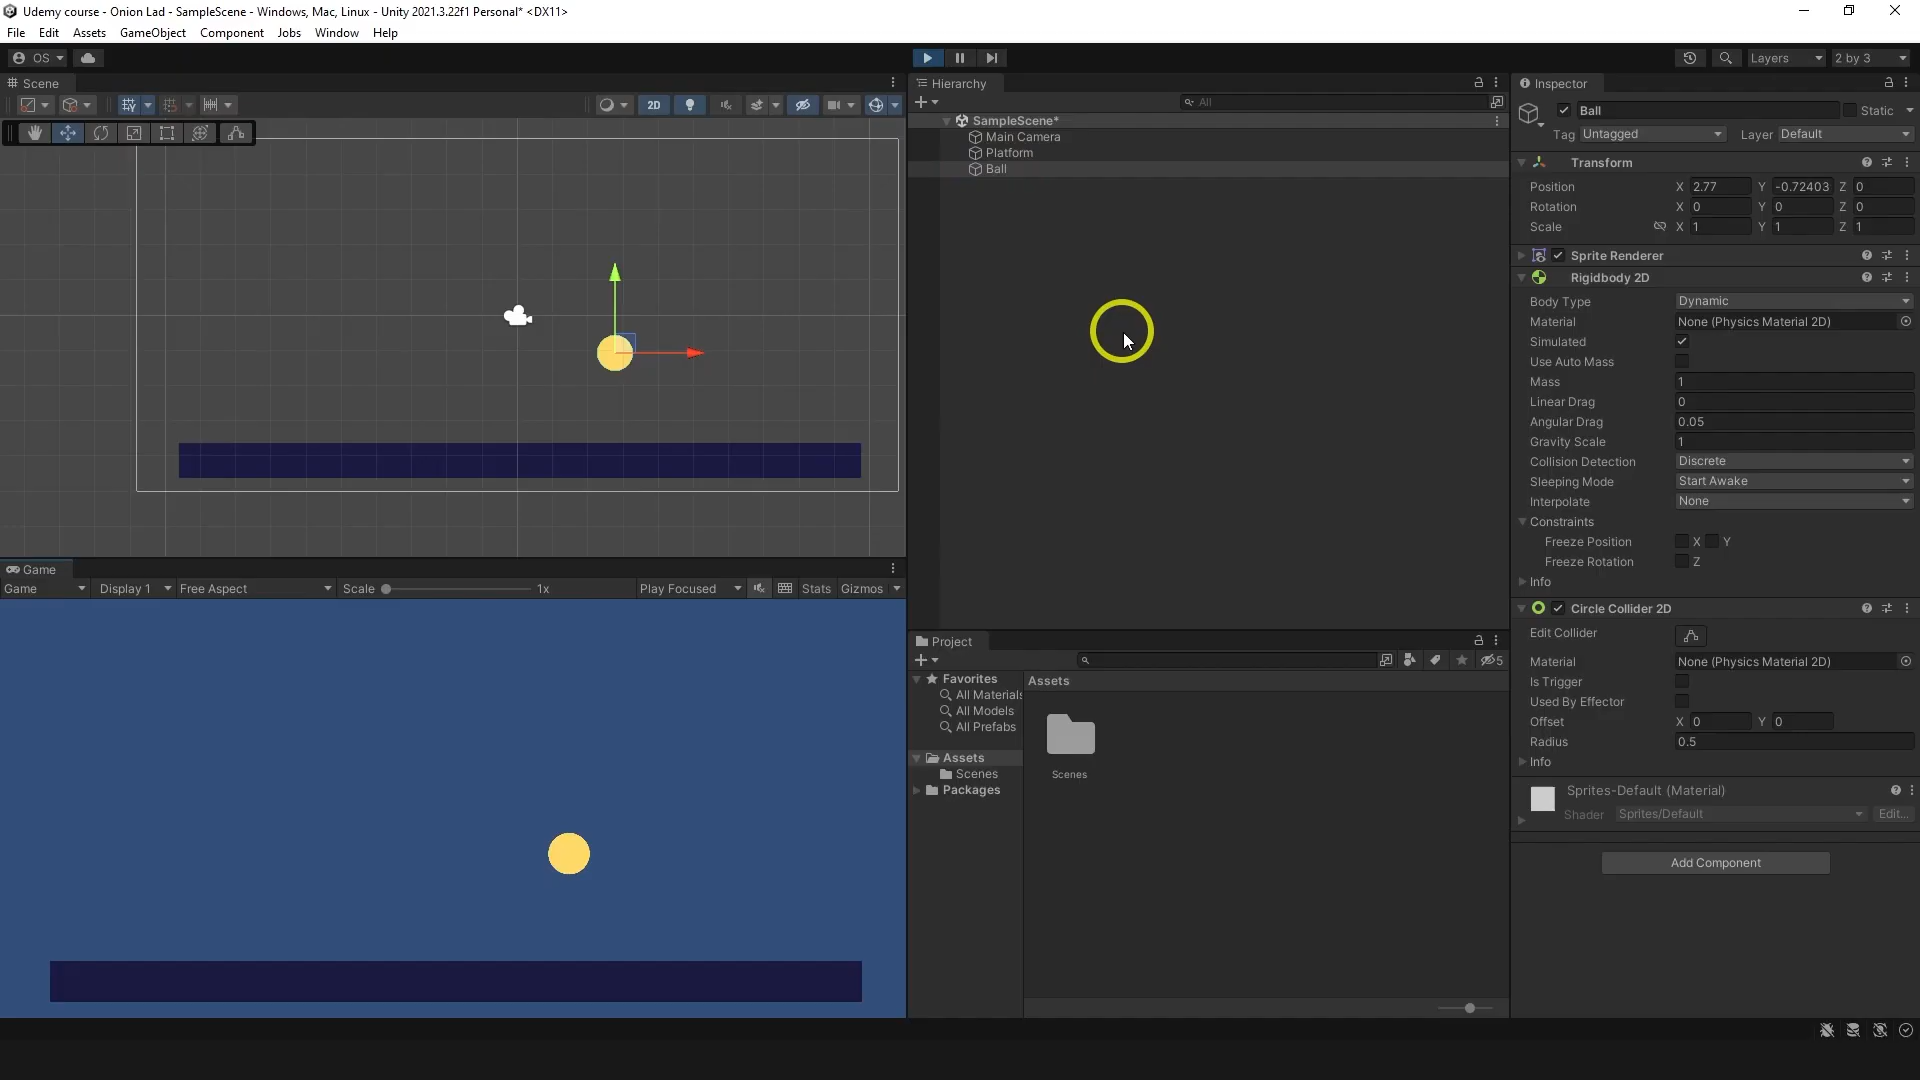 Udemy course - Onion Lad - SampleScene - Windows, Mac, Linux - Unity 2021.3.22f1 Personal* <DX11>
File Edit Assets GameObject Component Jobs Window Help
OS
Layers 2 by 3
Scene
2D
Hierarchy
All
SampleScene*
Main Camera
Platform
Ball
Game
Game Display 1 Free Aspect Scale 1x Play Focused Stats Gizmos
Project
5
Favorites
All Materials
All Models
All Prefabs
Assets
Scenes
Packages
Assets
Scenes
Inspector
Ball Static
Tag Untagged Layer Default
Transform
Position X 2.77 Y -0.72403 Z 0
Rotation X 0 Y 0 Z 0
Scale X 1 Y 1 Z 1
Sprite Renderer
Rigidbody 2D
Body Type Dynamic
Material None (Physics Material 2D)
Simulated
Use Auto Mass
Mass 1
Linear Drag 0
Angular Drag 0.05
Gravity Scale 1
Collision Detection Discrete
Sleeping Mode Start Awake
Interpolate None
Constraints
Freeze Position X Y
Freeze Rotation Z
Info
Circle Collider 2D
Edit Collider
Material None (Physics Material 2D)
Is Trigger
Used By Effector
Offset X 0 Y 0
Radius 0.5
Info
Sprites-Default (Material)
Shader Sprites/Default Edit...
Add Component